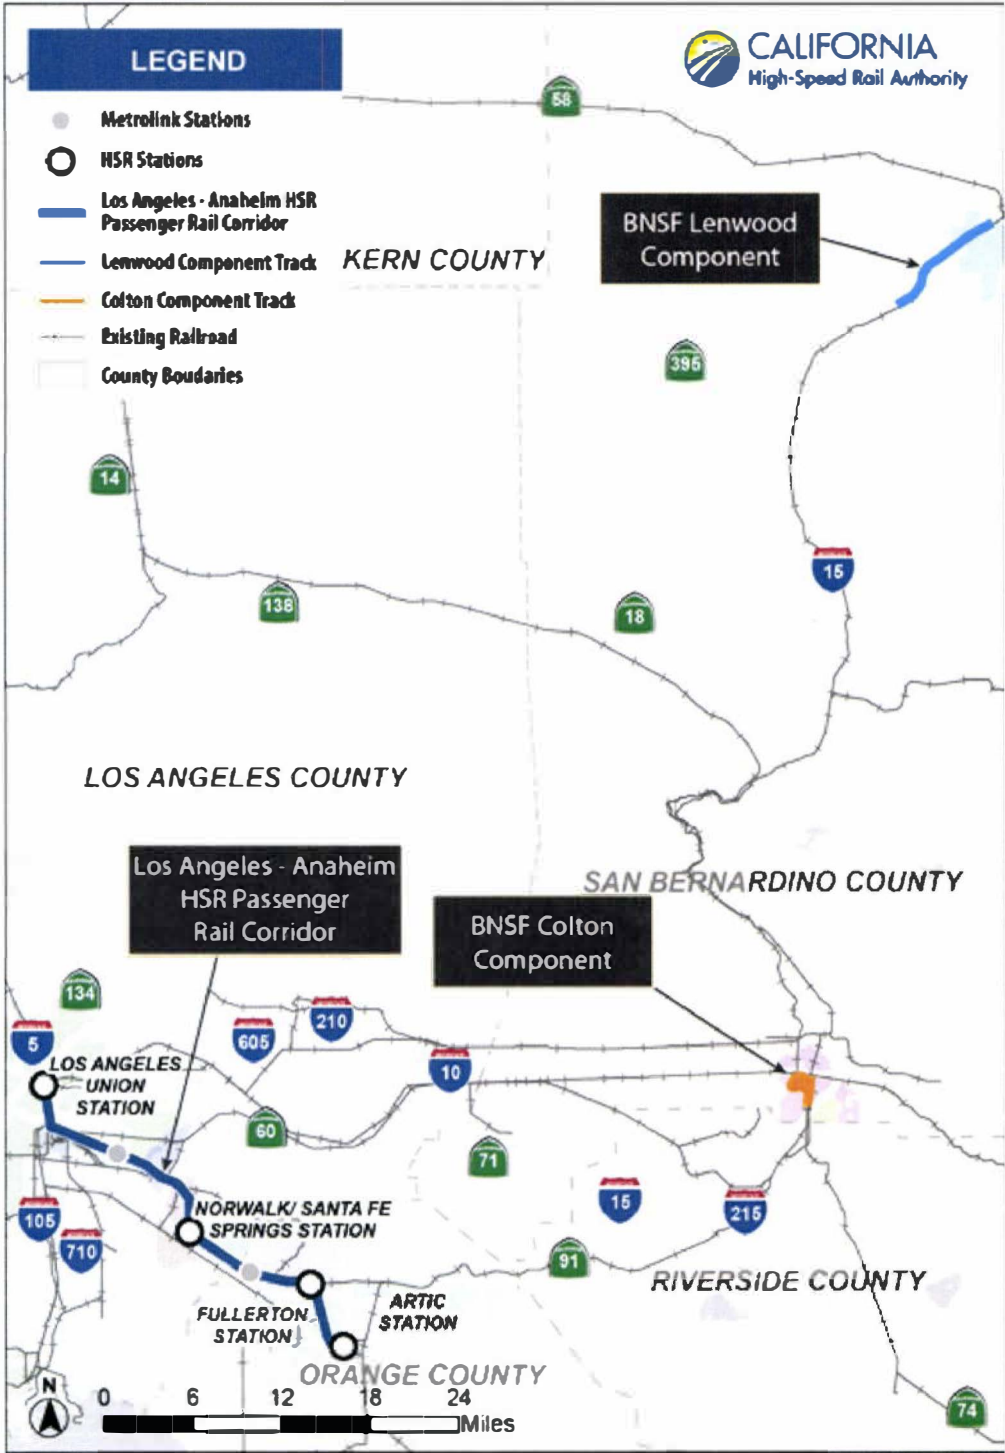 LEGEND
Metrolink Stations
HSR Stations
Los Angeles - Anaheim HSR
Passenger Rail Corridor
Lenwood Component Track
Colton Component Track
Existing Railroad
County Boudaries
CALIFORNIA
High-Speed Rail Authority
58
BNSF Lenwood
Component
KERN COUNTY
395
14
15
138
18
LOS ANGELES COUNTY
Los Angeles - Anaheim
HSR Passenger
Rail Corridor
SAN BERNARDINO COUNTY
BNSF Colton
Component
134
210
5
605
10
LOS ANGELES
UNION
STATION
60
71
15
105
215
710
NORWALK/ SANTA FE
SPRINGS STATION
91
RIVERSIDE COUNTY
ARTIC
STATION
FULLERTON
STATION
ORANGE COUNTY
N
0 6 12 18 24
Miles
74